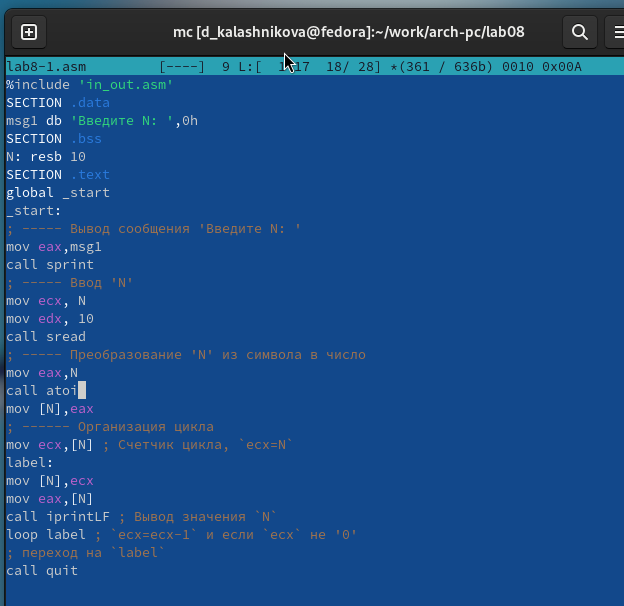 mc [d_kalashnikova@fedora]:~/work/arch-pc/lab08
lab8-1.asm [----] 9 L:[ 1+17 18/ 28] *(361 / 636b) 0010 0x00A
%include 'in_out.asm'
SECTION .data
msg1 db 'Введите N: ',0h
SECTION .bss
N: resb 10
SECTION .text
global _start
_start:
; ----- Вывод сообщения 'Введите N: '
mov eax,msg1
call sprint
; ----- Ввод 'N'
mov ecx, N
mov edx, 10
call sread
; ----- Преобразование 'N' из символа в число
mov eax,N
call atoi
mov [N],eax
; ------ Организация цикла
mov ecx,[N] ; Счетчик цикла, `ecx=N`
label:
mov [N],ecx
mov eax,[N]
call iprintLF ; Вывод значения `N`
loop label ; `ecx=ecx-1` и если `ecx` не '0'
; переход на `label`
call quit